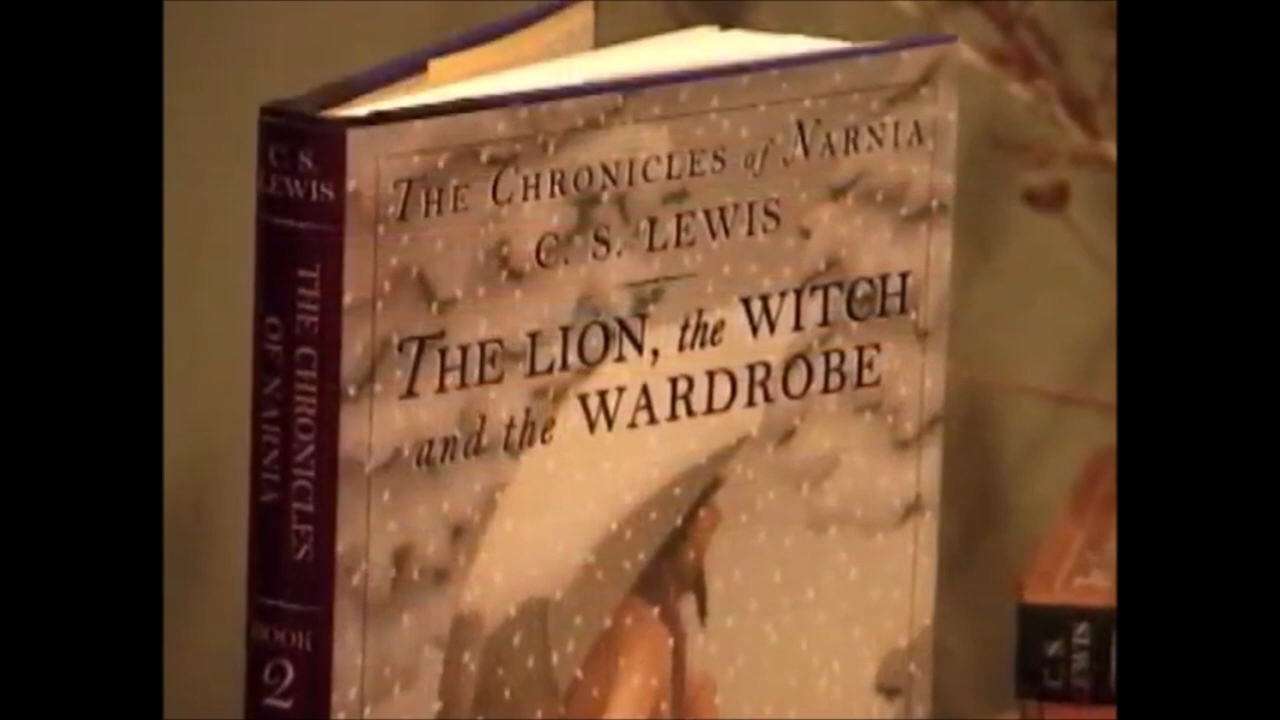 C. S.
LEWIS
THE CHRONICLES
OF NARNIA
BOOK
2
THE CHRONICLES of NARNIA
C. S. LEWIS
THE LION, the WITCH
and the WARDROBE
C. S.
LEWIS